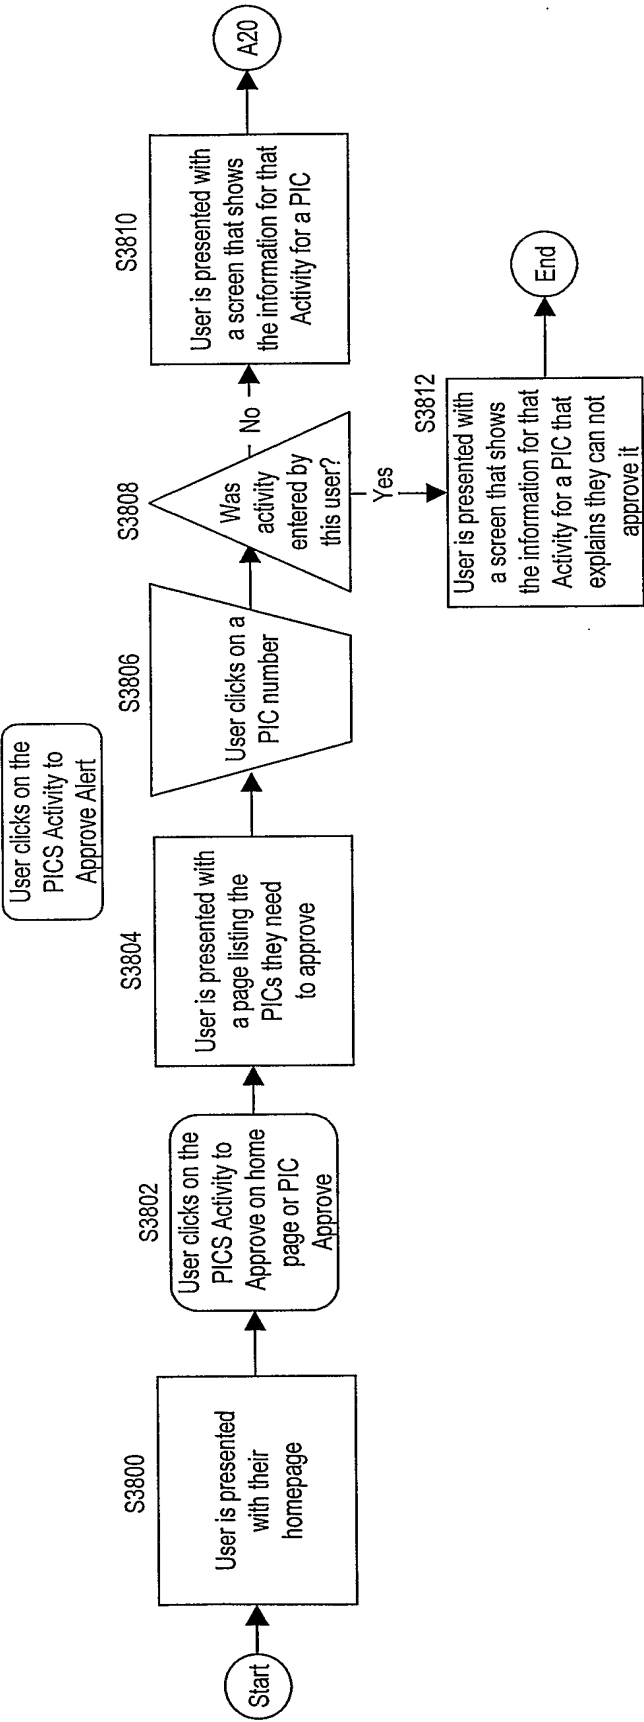 User clicks on the
PICS Activity to
Approve Alert
Start
S3800
User is presented
with their
homepage
S3802
User clicks on the
PICS Activity to
Approve on home
page or PIC
Approve
S3804
User is presented with
a page listing the
PICs they need
to approve
S3806
User clicks on a
PIC number
S3808
Was
activity
entered by
this user?
No
S3810
User is presented with
a screen that shows
the information for that
Activity for a PIC
A20
Yes
S3812
User is presented with
a screen that shows
the information for that
Activity for a PIC that
explains they can not
approve it
End